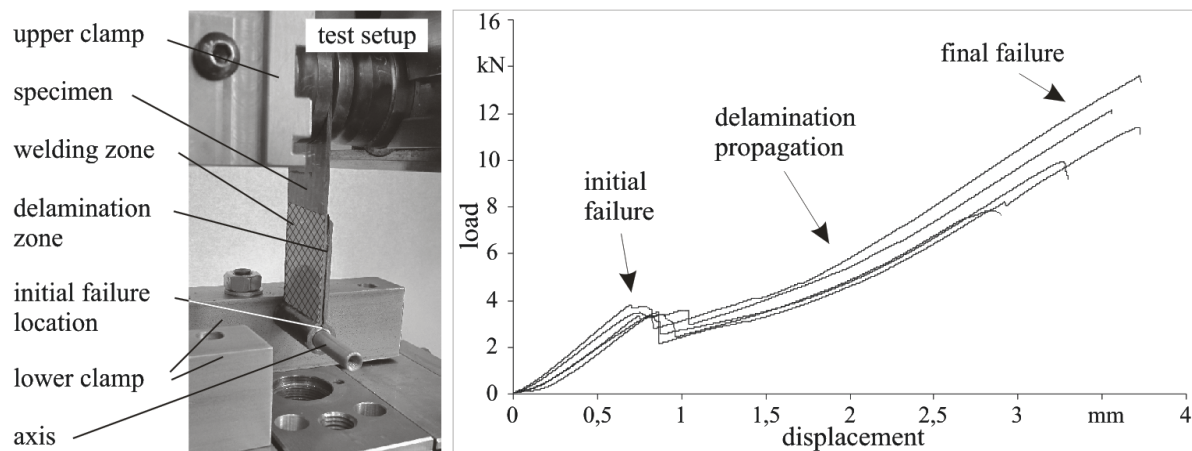 upper clamp
specimen
welding zone
delamination
zone
initial failure
location
lower clamp
axis
test setup
16
kN
12
10
8
6
4
2
0
load
0
0,5
1
1,5
2
2,5
3
mm
4
displacement
initial
failure
delamination
propagation
final failure